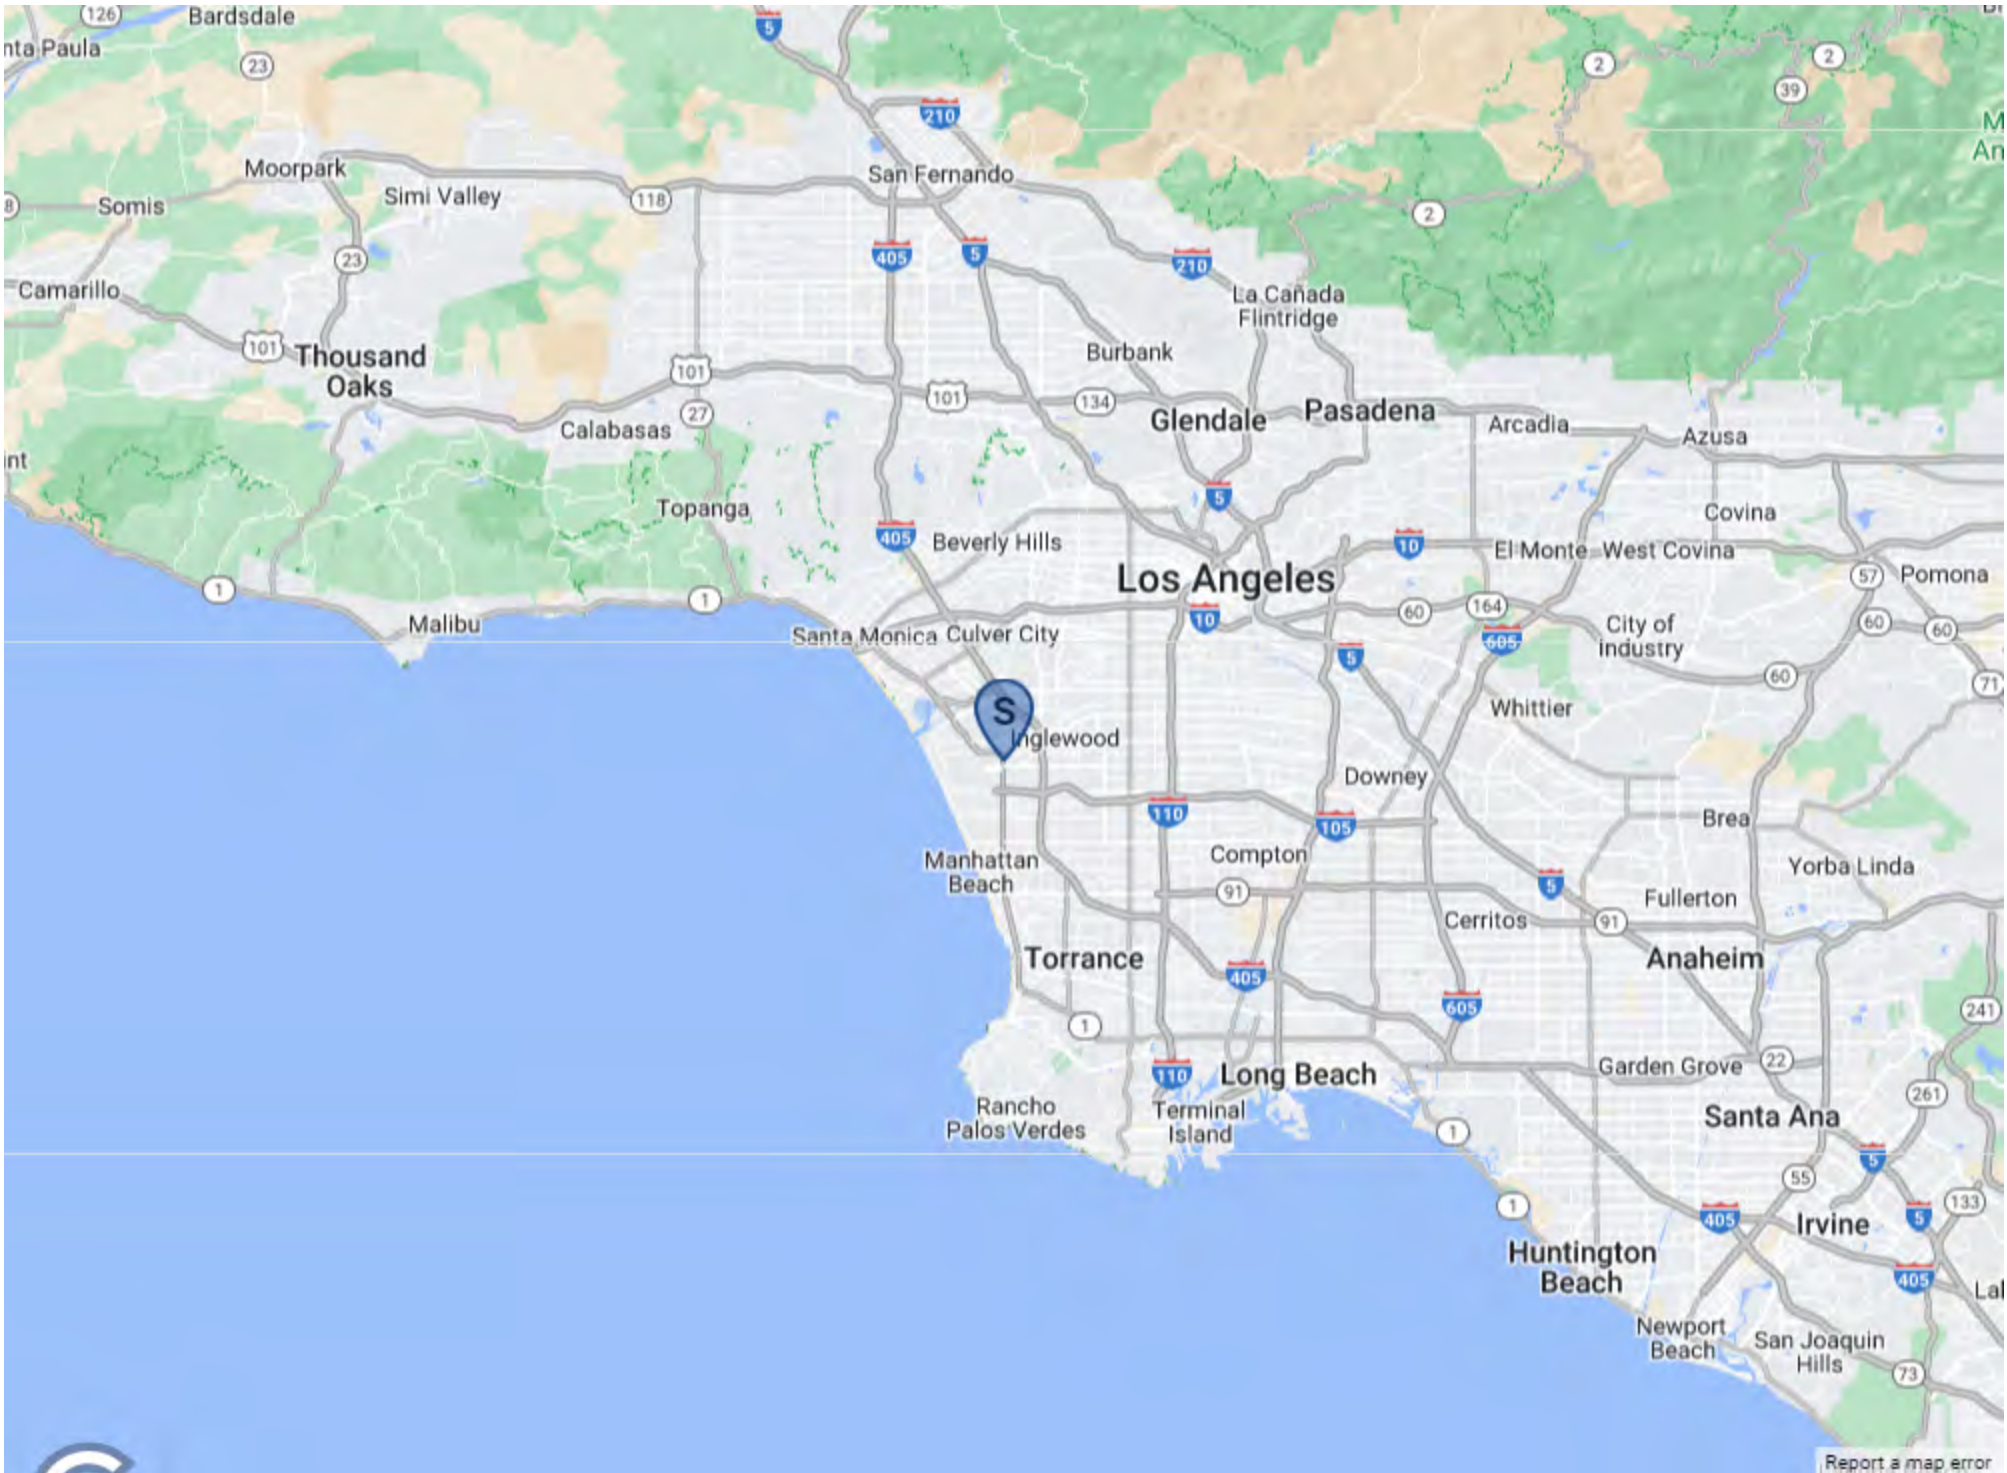 126
Bardsdale
5
2
2
39
nta Paula
23
210
Moorpark
San Fernando
Simi Valley
118
8
Somis
2
23
405
5
210
Camarillo
La Cañada
Flintridge
101
Thousand
Oaks
101
Burbank
101
134
27
Glendale
Pasadena
Arcadia
Azusa
Calabasas
int
5
Topanga
Covina
405
Beverly Hills
10
El Monte
West Covina
Los Angeles
57
Pomona
1
1
10
60
164
60
60
Malibu
Santa Monica
Culver City
605
City of
Industry
5
60
71
S
Inglewood
Whittier
Downey
110
105
Brea
Manhattan
Beach
Compton
Yorba Linda
91
5
Fullerton
Cerritos
91
Torrance
Anaheim
405
605
241
1
110
Long Beach
Garden Grove
22
261
Rancho
Palos Verdes
Terminal
Island
Santa Ana
1
5
55
133
1
405
Irvine
5
Huntington
Beach
405
Lal
Newport
Beach
San Joaquin
Hills
73
Report a map error